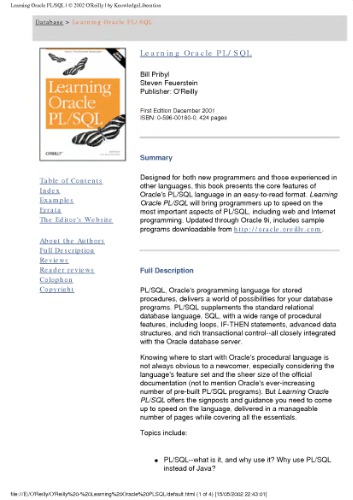 Learning Oracle PL/SQL | © 2002 O'Reilly | by KnowledgeLiberation
Database > Learning Oracle PL/SQL
Learning
Oracle
PL/SQL
O'REILLY
Learning Oracle PL/SQL
Bill Pribyl
Steven Feuerstein
Publisher: O'Reilly
First Edition December 2001
ISBN: 0-596-00180-0, 424 pages
Table of Contents
Index
Examples
Errata
The Editor's Website
About the Authors
Full Description
Reviews
Reader reviews
Colophon
Copyright
Summary
Designed for both new programmers and those experienced in
other languages, this book presents the core features of
Oracle's PL/SQL language in an easy-to-read format. Learning
Oracle PL/SQL will bring programmers up to speed on the
most important aspects of PL/SQL, including web and Internet
programming. Updated through Oracle 9i, includes sample
programs downloadable from http://oracle.oreilly.com.
Full Description
PL/SQL, Oracle's programming language for stored
procedures, delivers a world of possibilities for your database
programs. PL/SQL supplements the standard relational
database language, SQL, with a wide range of procedural
features, including loops, IF-THEN statements, advanced data
structures, and rich transactional control--all closely integrated
with the Oracle database server.
Knowing where to start with Oracle's procedural language is
not always obvious to a newcomer, especially considering the
language's feature set and the sheer size of the official
documentation (not to mention Oracle's ever-increasing
number of pre-built PL/SQL programs). But Learning Oracle
PL/SQL offers the signposts and guidance you need to come
up to speed on the language, delivered in a manageable
number of pages while covering all the essentials.
Topics include:
● PL/SQL--what is it, and why use it? Why use PL/SQL
instead of Java?
file:///E|/O'Reilly/O'Reilly%20-%20Learning%20Oracle%20PLSQL/default.html (1 of 4) [15/05/2002 22:43:01]